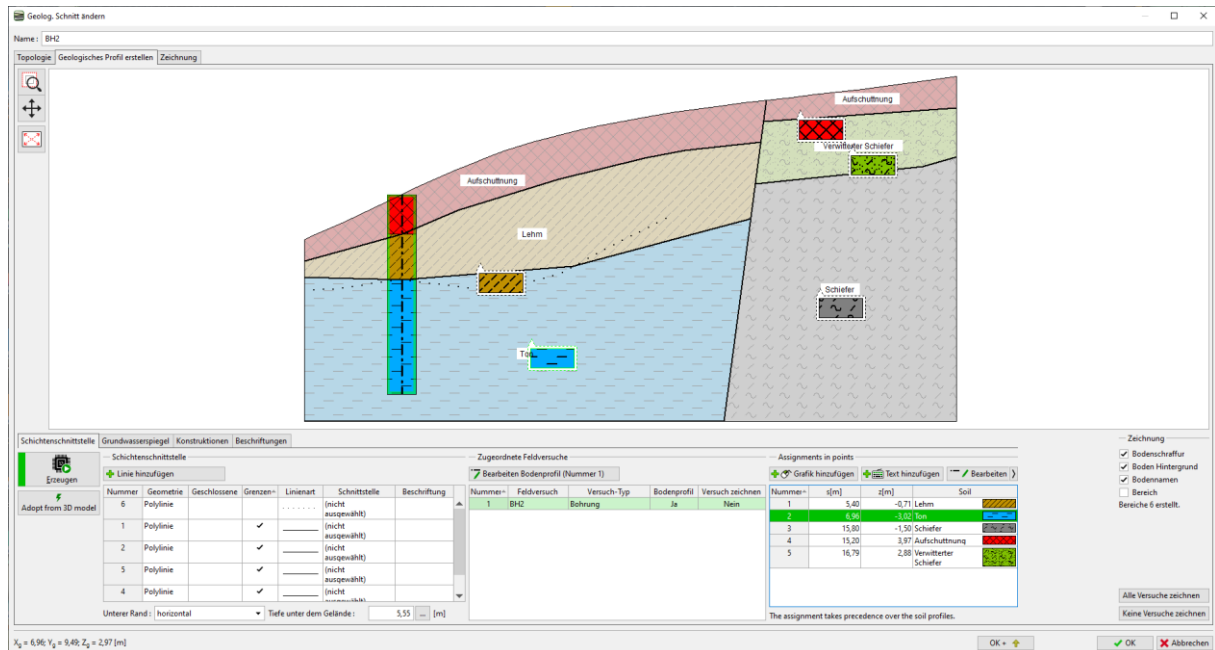 Geolog. Schnitt ändern
Name : BH2
Topologie Geologisches Profil erstellen Zeichnung
Aufschuttnung
Verwitterter Schiefer
Aufschuttnung
Lehm
Schiefer
Ton
Schichtenschnittstelle Grundwasserspiegel Konstruktionen Beschriftungen
Erzeugen
Adopt from 3D model
Schichtenschnittstelle
Linie hinzufügen
Nummer Geometrie Geschlossene Grenzen Linienart Schnittstelle Beschriftung
6 Polylinie (nicht ausgewählt)
1 Polylinie (nicht ausgewählt)
2 Polylinie (nicht ausgewählt)
5 Polylinie (nicht ausgewählt)
4 Polylinie (nicht ausgewählt)
Unterer Rand : horizontal Tiefe unter dem Gelände : 5,55 ... [m]
Zugeordnete Feldversuche
Bearbeiten Bodenprofil (Nummer 1)
Nummer Feldversuch Versuch-Typ Bodenprofil Versuch zeichnen
1 BH2 Bohrung Ja Nein
Assignments in points
Grafik hinzufügen Text hinzufügen Bearbeiten
Nummer s[m] z[m] Soil
1 5,40 -0,71 Lehm
2 6,96 -3,02 Ton
3 15,80 -1,50 Schiefer
4 15,20 3,97 Aufschuttnung
5 16,79 2,88 Verwitterter Schiefer
The assignment takes precedence over the soil profiles.
Zeichnung
Bodenschraffur
Boden Hintergrund
Bodennamen
Bereich
Bereiche 6 erstellt.
Alle Versuche zeichnen
Keine Versuche zeichnen
Xg = 6,96; Yg = 9,49; Zg = 2,97 [m]
OK +
OK
Abbrechen